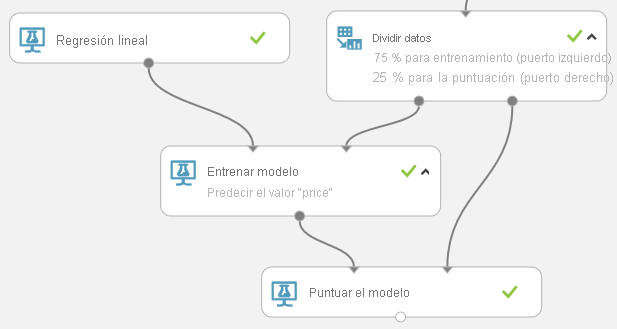 Regresión lineal
Dividir datos
75 % para entrenamiento (puerto izquierdo)
25 % para la puntuación (puerto derecho)
Entrenar modelo
Predecir el valor "price"
Puntuar el modelo